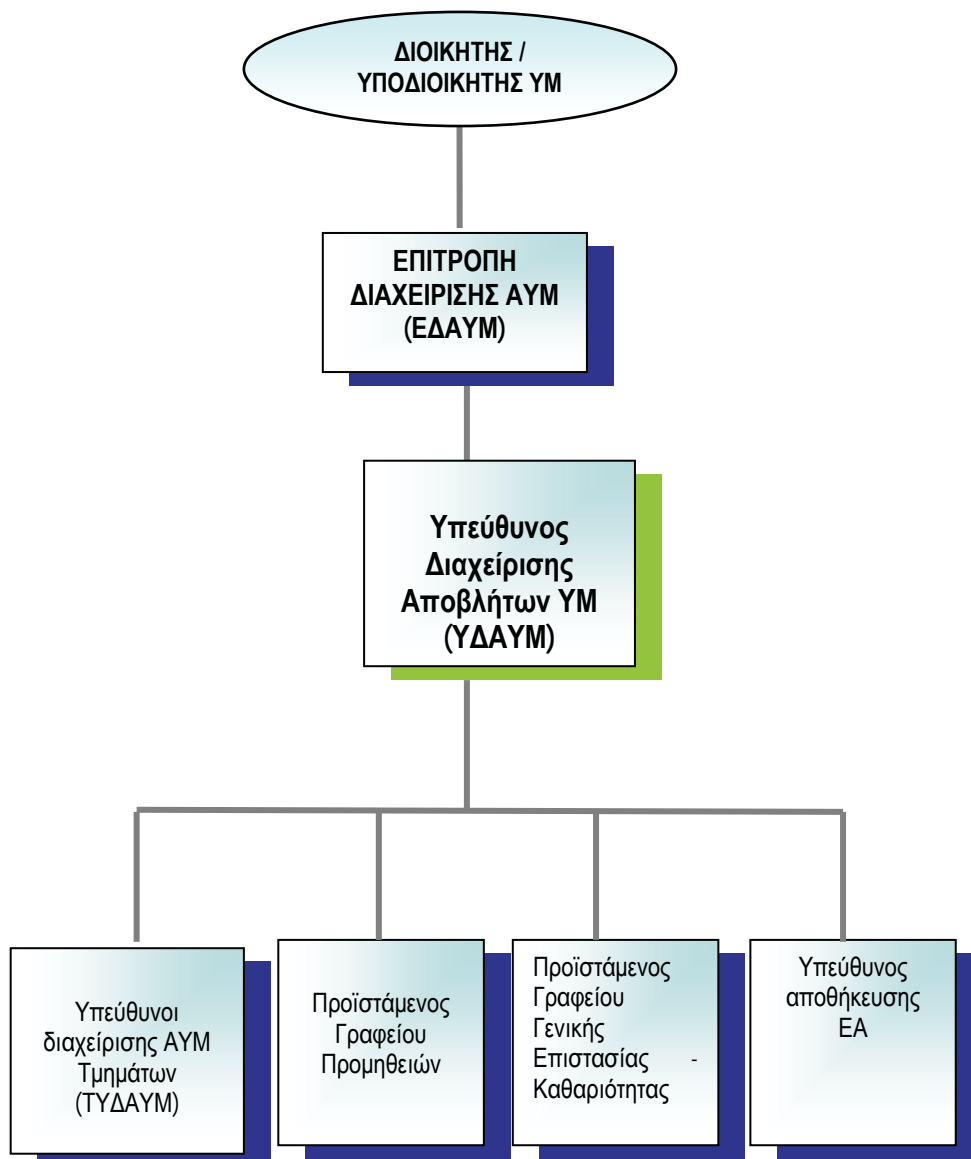 ΔΙΟΙΚΗΤΗΣ /
ΥΠΟΔΙΟΙΚΗΤΗΣ ΥΜ
ΕΠΙΤΡΟΠΗ
ΔΙΑΧΕΙΡΙΣΗΣ ΑΥΜ
(ΕΔΑΥΜ)
Υπεύθυνος
Διαχείρισης
Αποβλήτων ΥΜ
(ΥΔΑΥΜ)
Υπεύθυνοι
διαχείρισης ΑΥΜ
Τμημάτων
(ΤΥΔΑΥΜ)
Προϊστάμενος
Γραφείου
Προμηθειών
Προϊστάμενος
Γραφείου
Γενικής
Επιστασίας -
Καθαριότητας
Υπεύθυνος
αποθήκευσης
ΕΑ